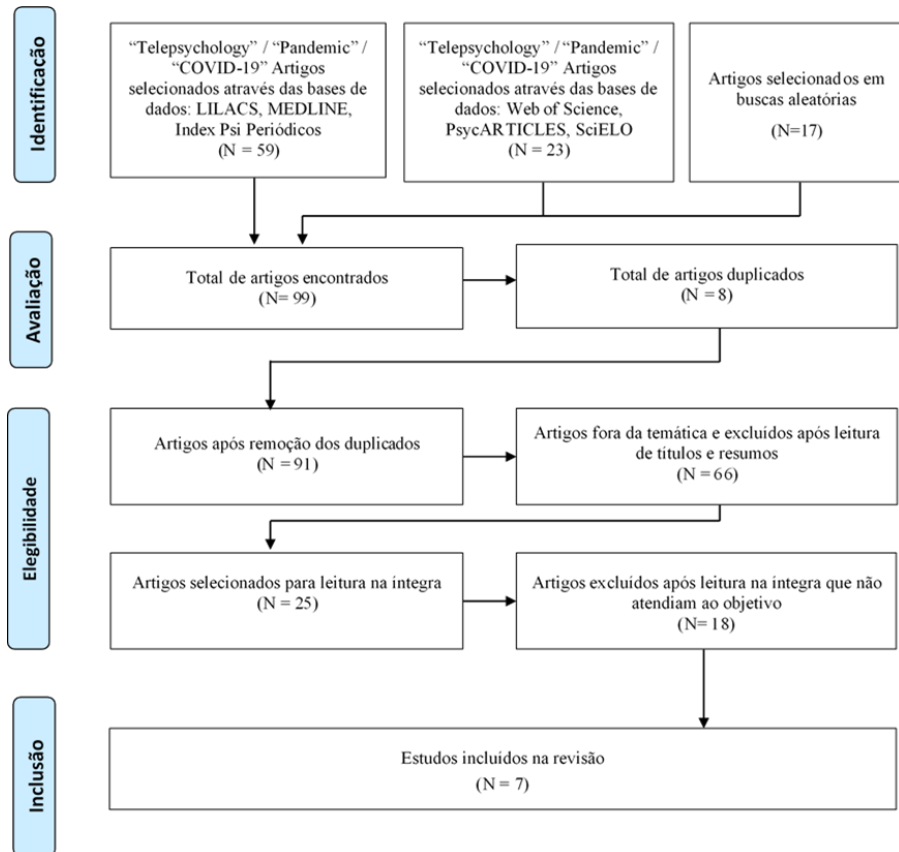 Identificação
“Telepsychology” / “Pandemic” /
“COVID-19” Artigos
selecionados através das bases de
dados: LILACS, MEDLINE,
Index Psi Periódicos
(N = 59)
“Telepsychology” / “Pandemic” /
“COVID-19” Artigos
selecionados através das bases de
dados: Web of Science,
PsycARTICLES, SciELO
(N = 23)
Artigos selecionados em
buscas aleatórias
(N=17)
Avaliação
Total de artigos encontrados
(N= 99)
Total de artigos duplicados
(N = 8)
Elegibilidade
Artigos após remoção dos duplicados
(N = 91)
Artigos fora da temática e excluídos após leitura
de títulos e resumos
(N = 66)
Artigos selecionados para leitura na íntegra
(N = 25)
Artigos excluídos após leitura na íntegra que não
atendiam ao objetivo
(N= 18)
Inclusão
Estudos incluídos na revisão
(N = 7)